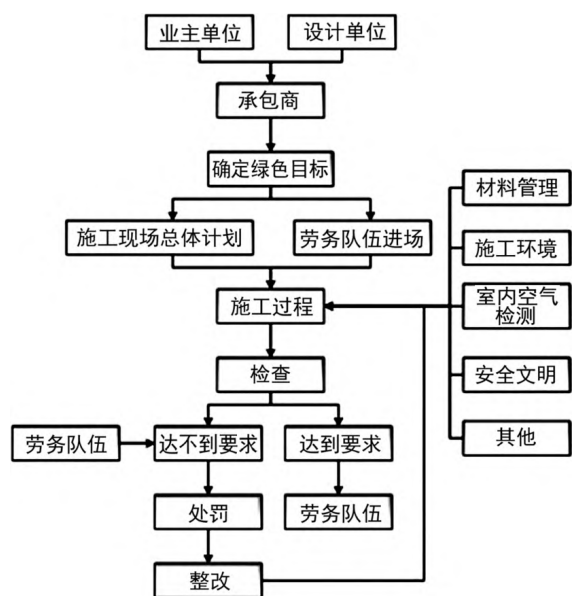 业主单位
设计单位
承包商
确定绿色目标
施工现场总体计划
劳务队伍进场
施工过程
检查
劳务队伍
达不到要求
达到要求
处罚
劳务队伍
整改
材料管理
施工环境
室内空气
检测
安全文明
其他